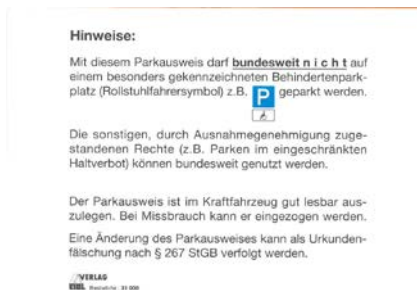 Hinweise:
Mit diesem Parkausweis darf bundesweit n i c h t auf
einem besonders gekennzeichneten Behindertenpark-
platz (Rollstuhlfahrersymbol) z.B. P geparkt werden.
Die sonstigen, durch Ausnahmegenehmigung zuge-
standenen Rechte (z.B. Parken im eingeschränkten
Haltverbot) können bundesweit genutzt werden.
Der Parkausweis ist im Kraftfahrzeug gut lesbar aus-
zulegen. Bei Missbrauch kann er eingezogen werden.
Eine Änderung des Parkausweises kann als Urkunden-
fälschung nach § 267 StGB verfolgt werden.
VERLAG